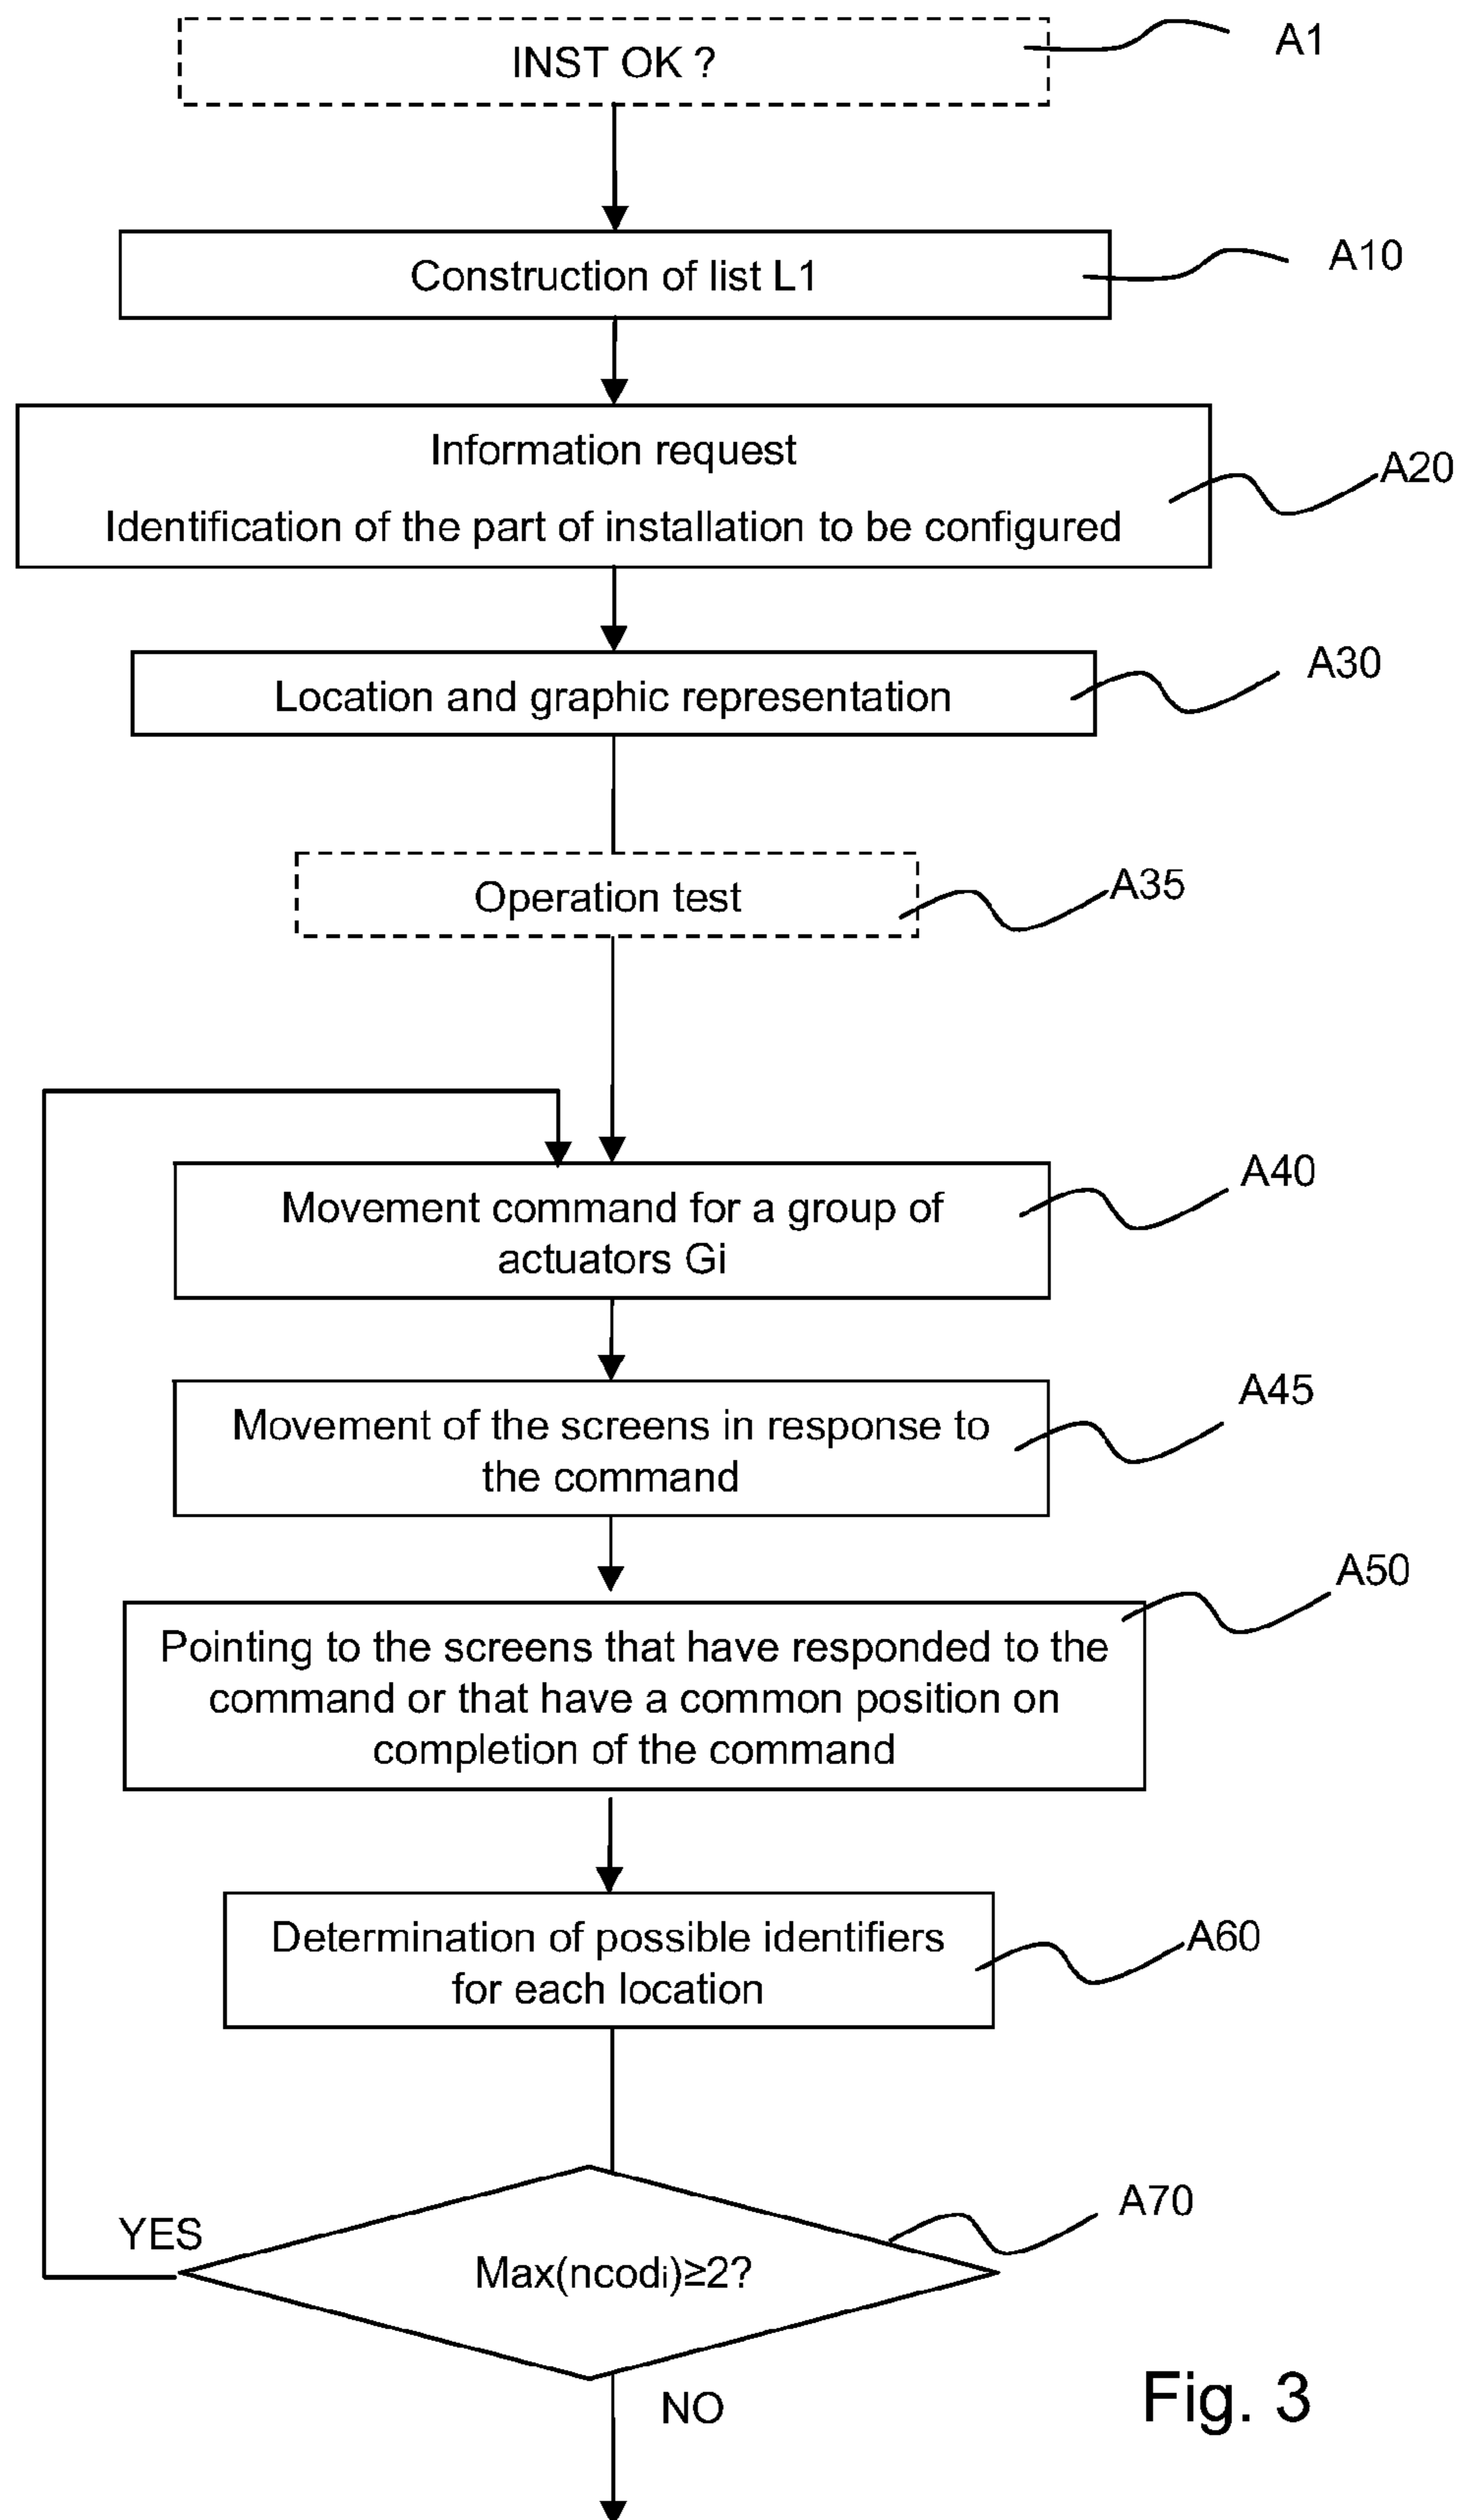 INST OK ?
A1
Construction of list L1
A10
Information request
Identification of the part of installation to be configured
A20
Location and graphic representation
A30
Operation test
A35
Movement command for a group of
actuators Gi
A40
Movement of the screens in response to
the command
A45
Pointing to the screens that have responded to the
command or that have a common position on
completion of the command
A50
Determination of possible identifiers
for each location
A60
YES
Max(ncodi)≥2?
A70
NO
Fig. 3